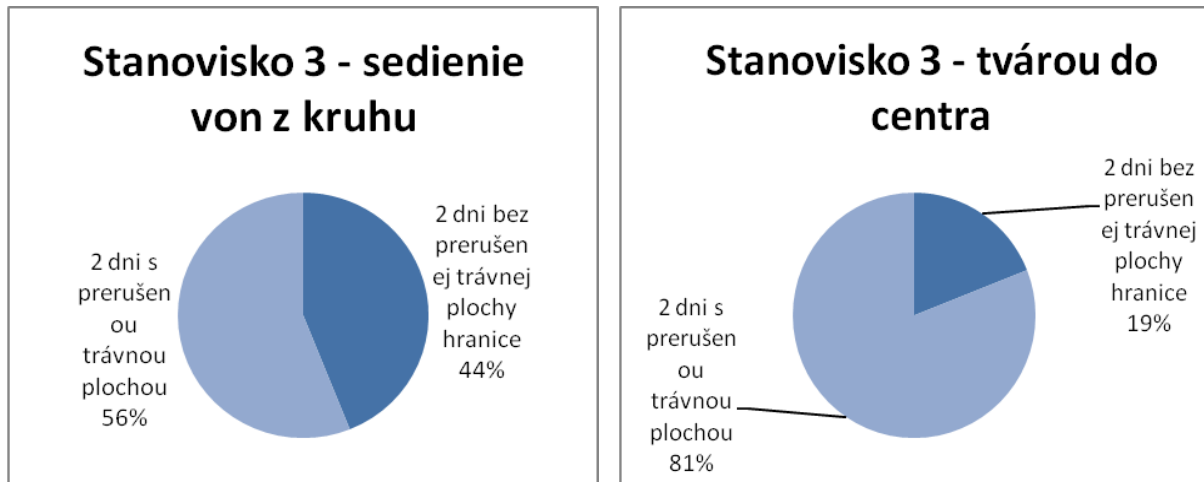 Stanovisko 3 - sedienie
von z kruhu
2 dni s
prerušen
ou
trávnou
plochou
56%
2 dni bez
prerušen
ej trávnej
plochy
hranice
44%
Stanovisko 3 - tvárou do
centra
2 dni bez
prerušen
ej trávnej
plochy
hranice
19%
2 dni s
prerušen
ou
trávnou
plochou
81%